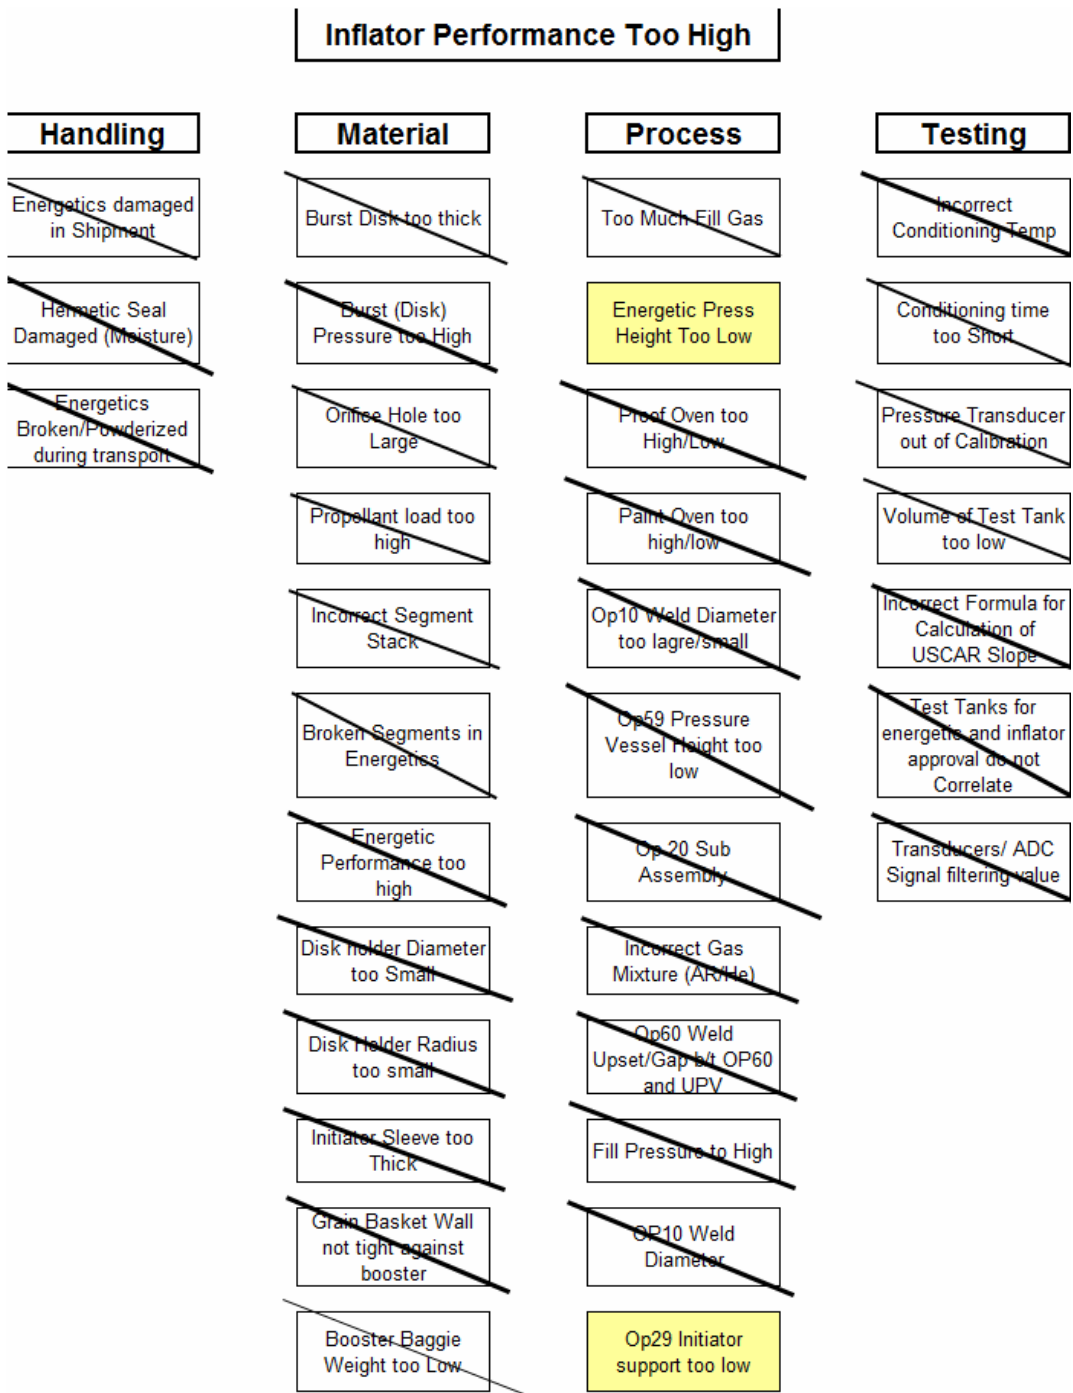 Inflator Performance Too High
Handling
Energetics damaged
in Shipment
Hermetic Seal
Damaged (Moisture)
Energetics
Broken/Powderized
during transport
Material
Burst Disk too thick
Burst (Disk)
Pressure too High
Orifice Hole too
Large
Propellant load too
high
Incorrect Segment
Stack
Broken Segments in
Energetics
Energetic
Performance too
high
Disk holder Diameter
too Small
Disk Holder Radius
too small
Initiator Sleeve too
Thick
Grain Basket Wall
not tight against
booster
Booster Baggie
Weight too Low
Process
Too Much Fill Gas
Energetic Press
Height Too Low
Proof Oven too
High/Low
Paint Oven too
high/low
Op10 Weld Diameter
too lagre/small
Op59 Pressure
Vessel Height too
low
Op 20 Sub
Assembly
Incorrect Gas
Mixture (AR/He)
Op60 Weld
Upset/Gap b/t OP60
and UPV
Fill Pressure to High
OP10 Weld
Diameter
Op29 Initiator
support too low
Testing
Incorrect
Conditioning Temp
Conditioning time
too Short
Pressure Transducer
out of Calibration
Volume of Test Tank
too low
Incorrect Formula for
Calculation of
USCAR Slope
Test Tanks for
energetic and inflator
approval do not
Correlate
Transducers/ ADC
Signal filtering value